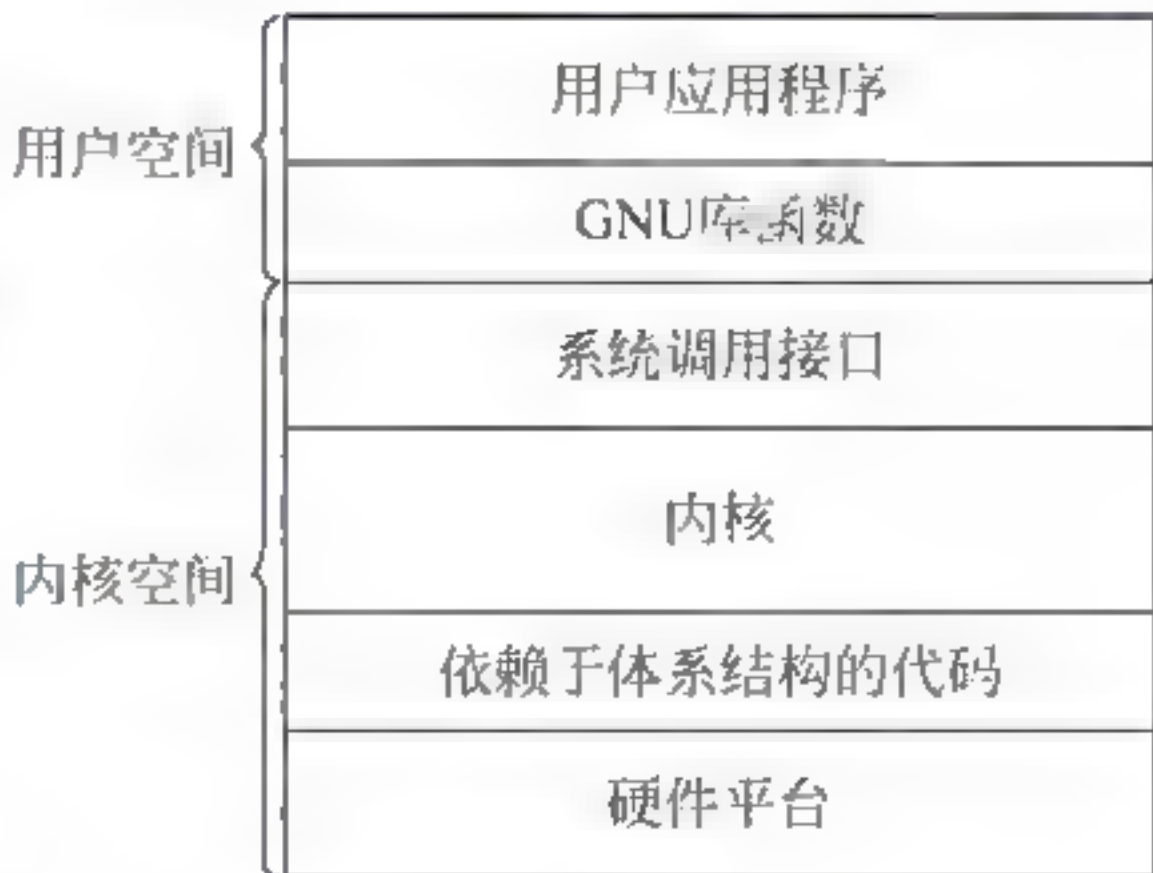 用户应用程序
用户空间
GNU库函数
系统调用接口
内核
内核空间
依赖于体系结构的代码
硬件平台